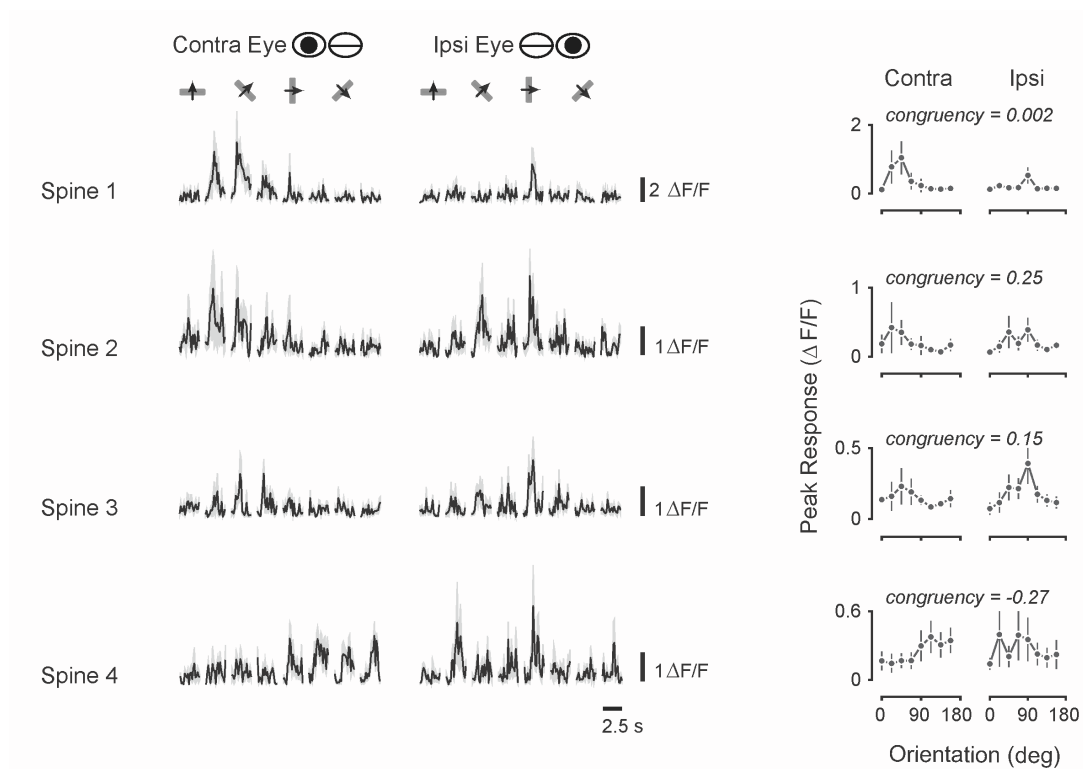 Contra Eye
Ipsi Eye
Contra
Ipsi
congruency = 0.002
2
0
Spine 1
2 ΔF/F
congruency = 0.25
1
0
Spine 2
1 ΔF/F
Peak Response (Δ F/F)
congruency = 0.15
0.5
0
Spine 3
1 ΔF/F
congruency = -0.27
0.6
0
Spine 4
1 ΔF/F
2.5 s
0 90 180 0 90 180
Orientation (deg)